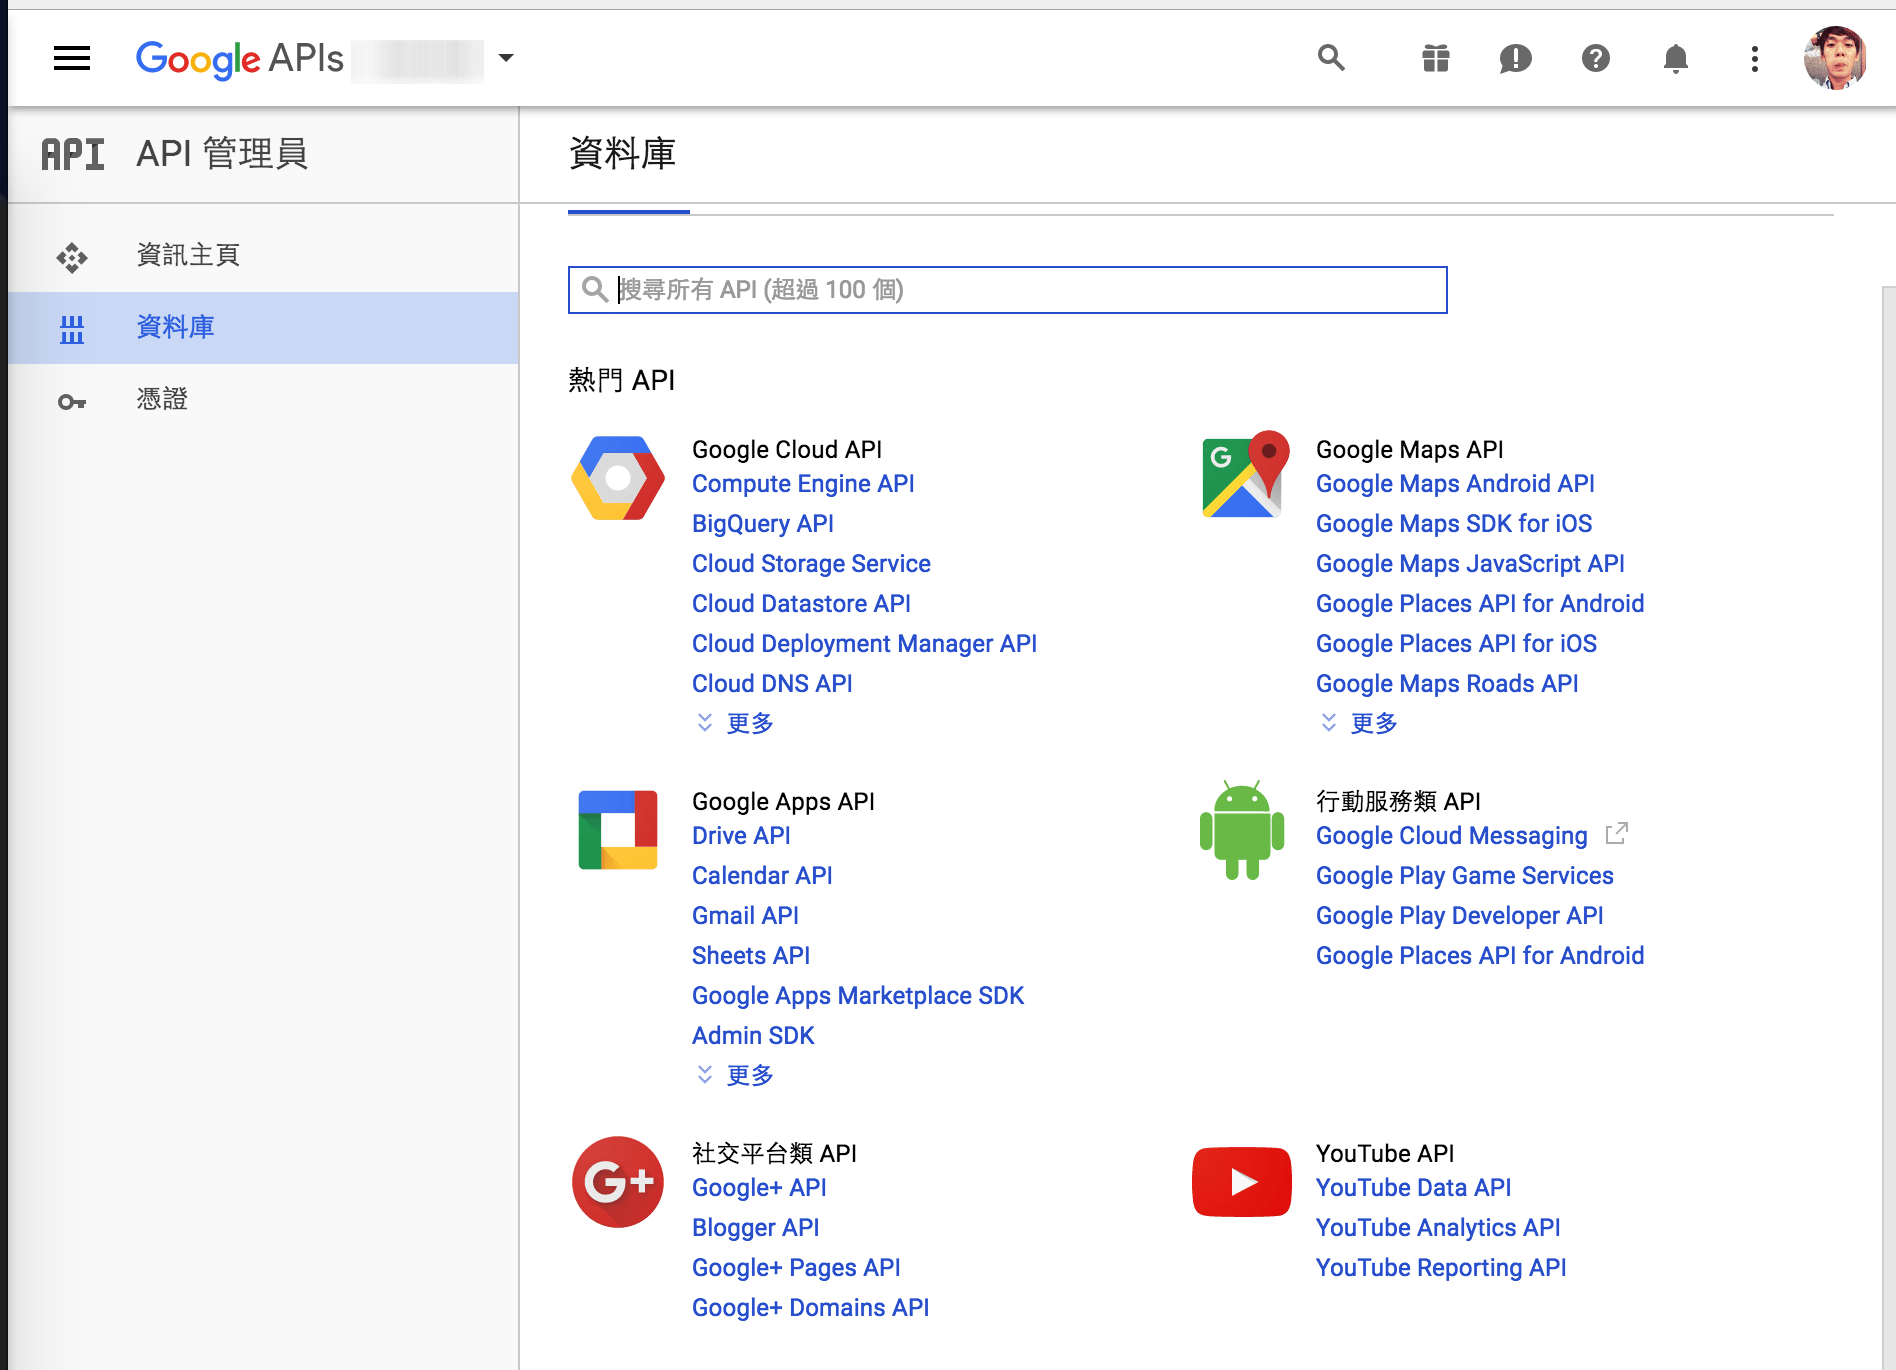 Google APIs
API API 管理員
資料庫
資訊主頁
資料庫
憑證
搜尋所有 API (超過 100 個)
熱門 API
Google Cloud API
Compute Engine API
BigQuery API
Cloud Storage Service
Cloud Datastore API
Cloud Deployment Manager API
Cloud DNS API
更多
Google Maps API
Google Maps Android API
Google Maps SDK for iOS
Google Maps JavaScript API
Google Places API for Android
Google Places API for iOS
Google Maps Roads API
更多
Google Apps API
Drive API
Calendar API
Gmail API
Sheets API
Google Apps Marketplace SDK
Admin SDK
更多
行動服務類 API
Google Cloud Messaging
Google Play Game Services
Google Play Developer API
Google Places API for Android
G+
社交平台類 API
Google+ API
Blogger API
Google+ Pages API
Google+ Domains API
YouTube API
YouTube Data API
YouTube Analytics API
YouTube Reporting API